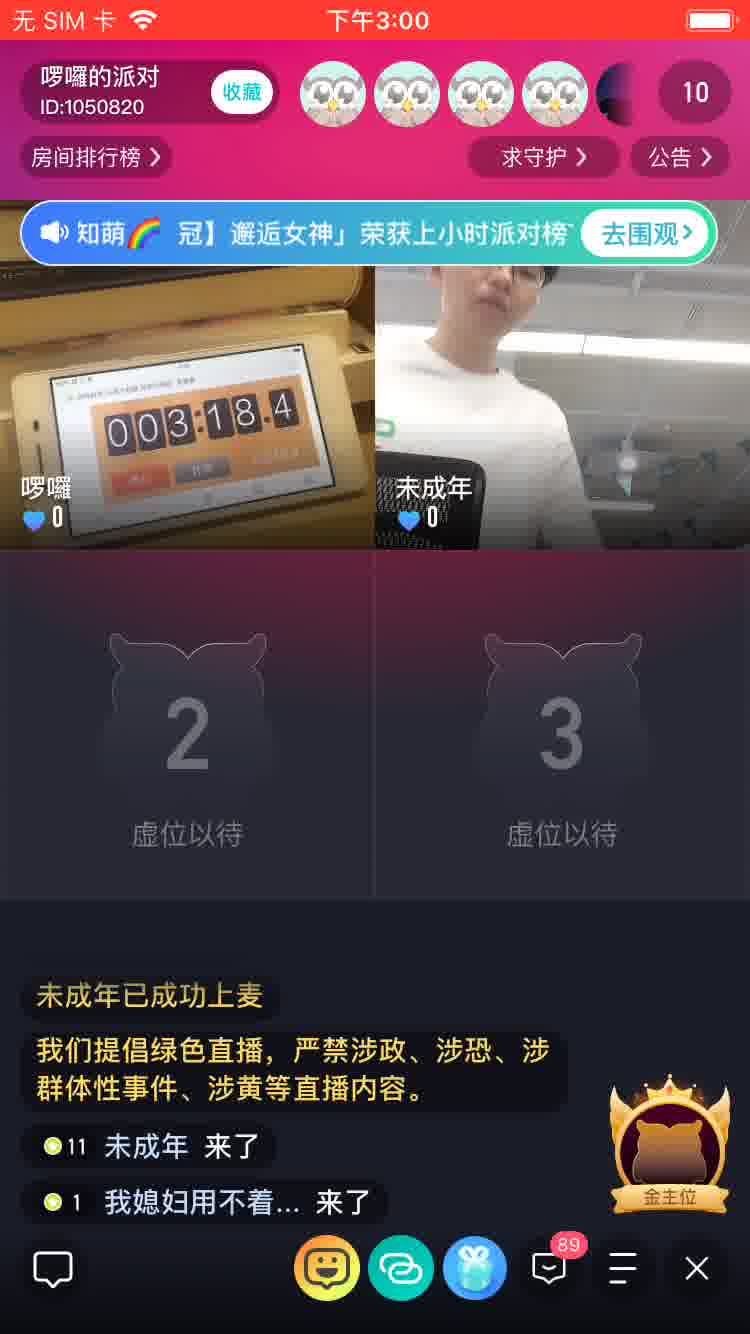 无 SIM 卡
下午3:00
啰囉的派对
ID:1050820
收藏
10
房间排行榜
求守护
公告
知萌🌈 冠】邂逅女神」荣获上小时派对榜
去围观
003:18.4
啰囉
0
未成年
0
2
虚位以待
3
虚位以待
未成年已成功上麦
我们提倡绿色直播，严禁涉政、涉恐、涉
群体性事件、涉黄等直播内容。
11 未成年 来了
1 我媳妇用不着... 来了
金主位
89